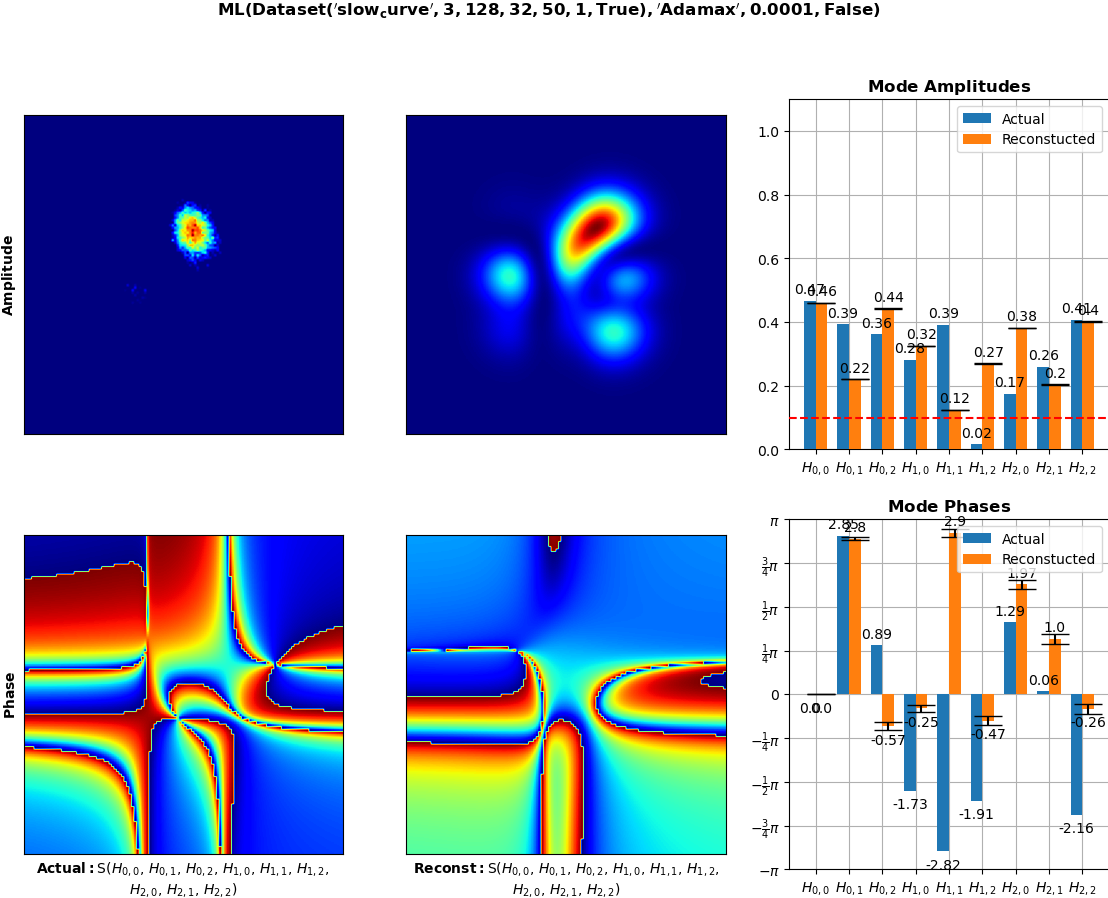 ML(Dataset('slow_curve', 3, 128, 32, 50, 1, True), 'Adamax', 0.0001, False)
Amplitude
Mode Amplitudes
Actual
Reconstucted
1.0
0.8
0.6
0.4
0.2
0.0
0.47
0.46
0.39
0.22
0.36
0.44
0.28
0.32
0.39
0.12
0.02
0.27
0.17
0.38
0.26
0.2
0.41
0.4
H0,0 H0,1 H0,2 H1,0 H1,1 H1,2 H2,0 H2,1 H2,2
Phase
Mode Phases
Actual
Reconstucted
π
3/4π
1/2π
1/4π
0
−1/4π
−1/2π
−3/4π
−π
0.0
0.0
2.85
2.8
0.89
-0.57
-1.73
-0.25
-2.82
2.9
-1.91
-0.47
1.29
1.97
0.06
1.0
-2.16
-0.26
H0,0 H0,1 H0,2 H1,0 H1,1 H1,2 H2,0 H2,1 H2,2
Actual: S(H0,0, H0,1, H0,2, H1,0, H1,1, H1,2,
H2,0, H2,1, H2,2)
Reconst: S(H0,0, H0,1, H0,2, H1,0, H1,1, H1,2,
H2,0, H2,1, H2,2)